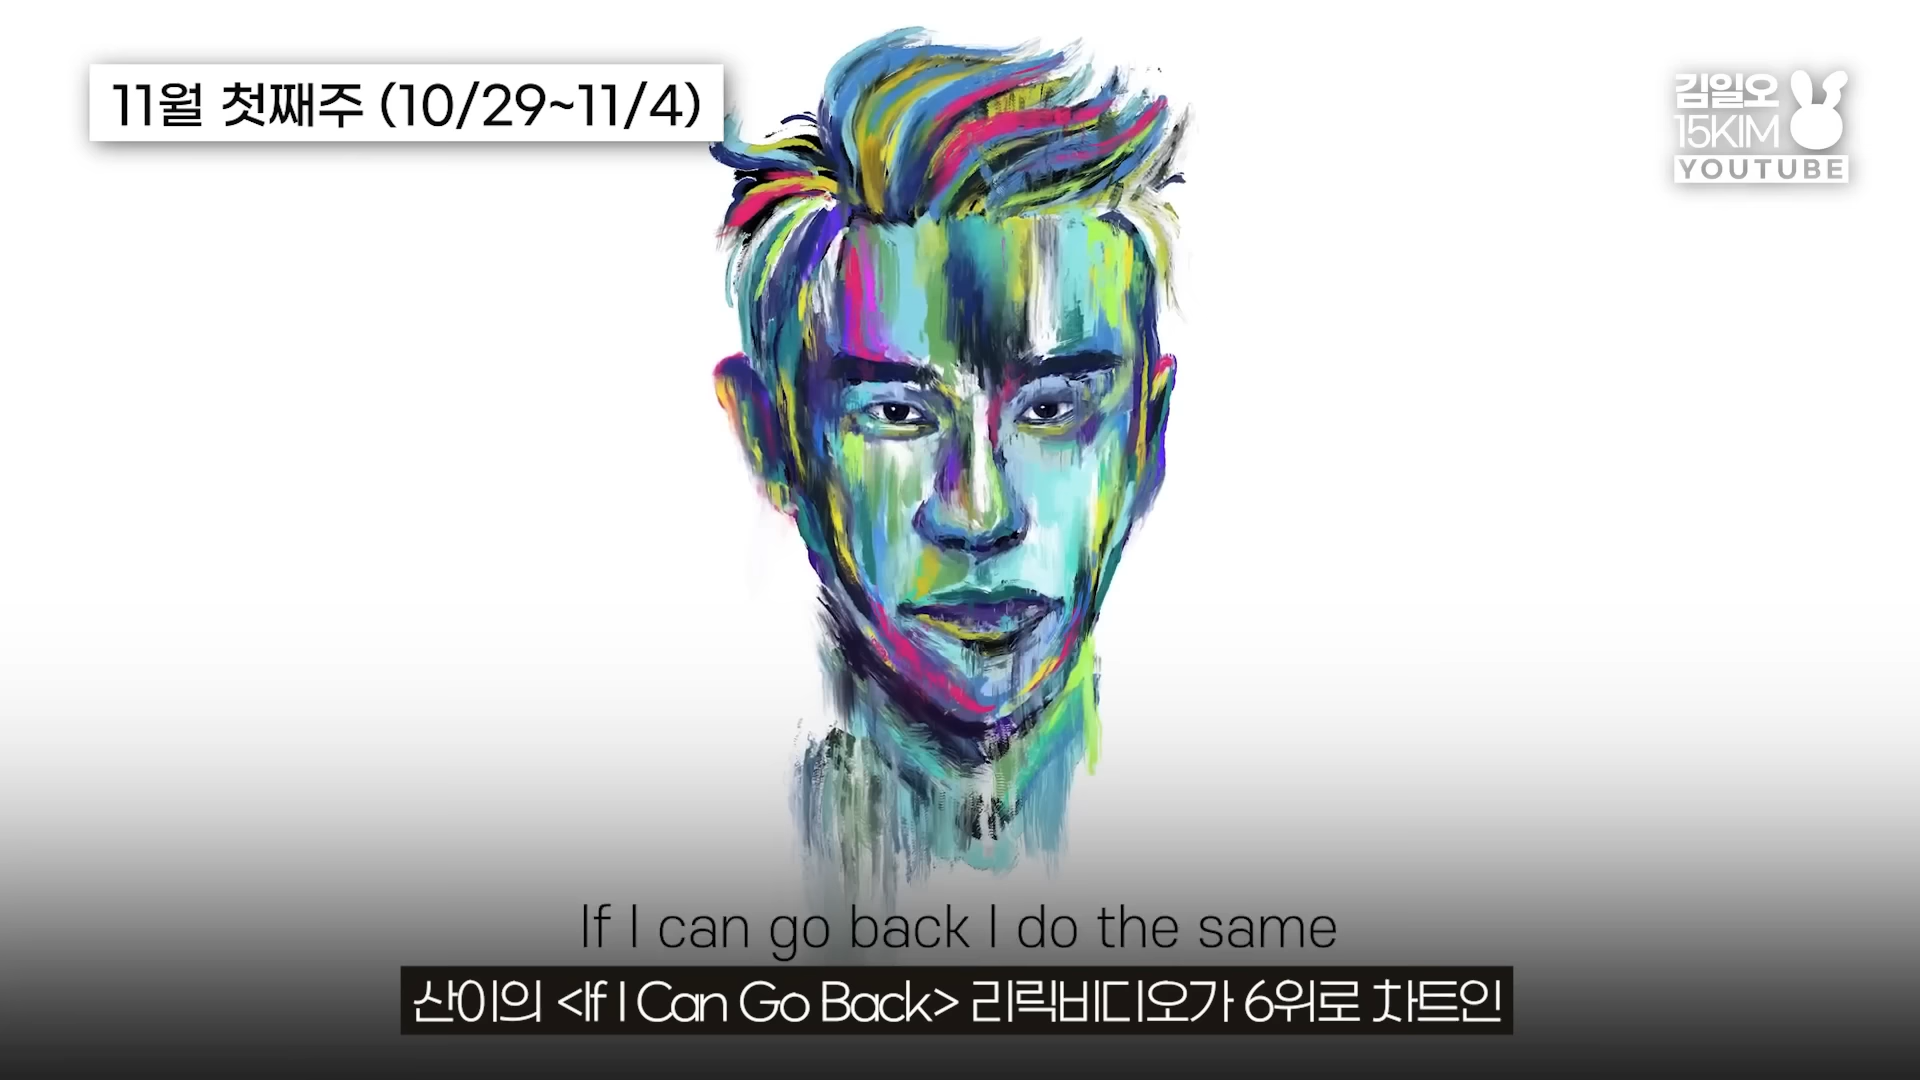 11월 첫째주 (10/29~11/4)
김일오
15KIM
YOUTUBE
If I can go back I do the same
산이의 <If I Can Go Back> 리릭비디오가 6위로 차트인